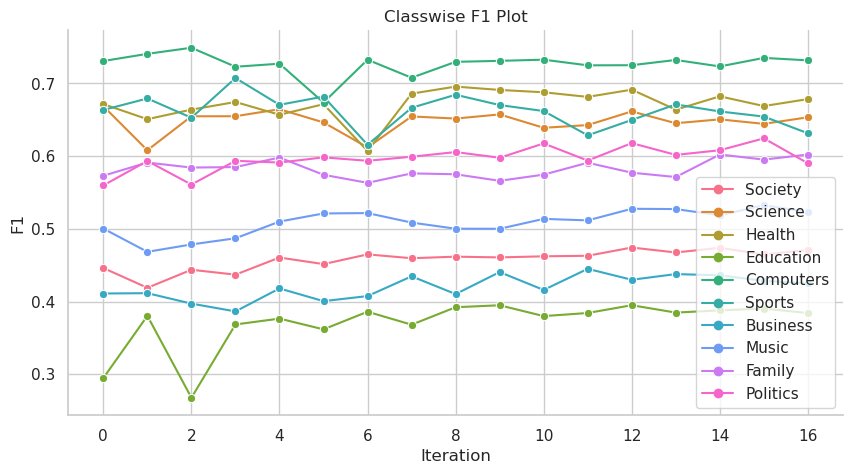 Classwise F1 Plot
F1
0.7
0.6
0.5
0.4
0.3
0 2 4 6 8 10 12 14 16
Iteration
Society
Science
Health
Education
Computers
Sports
Business
Music
Family
Politics